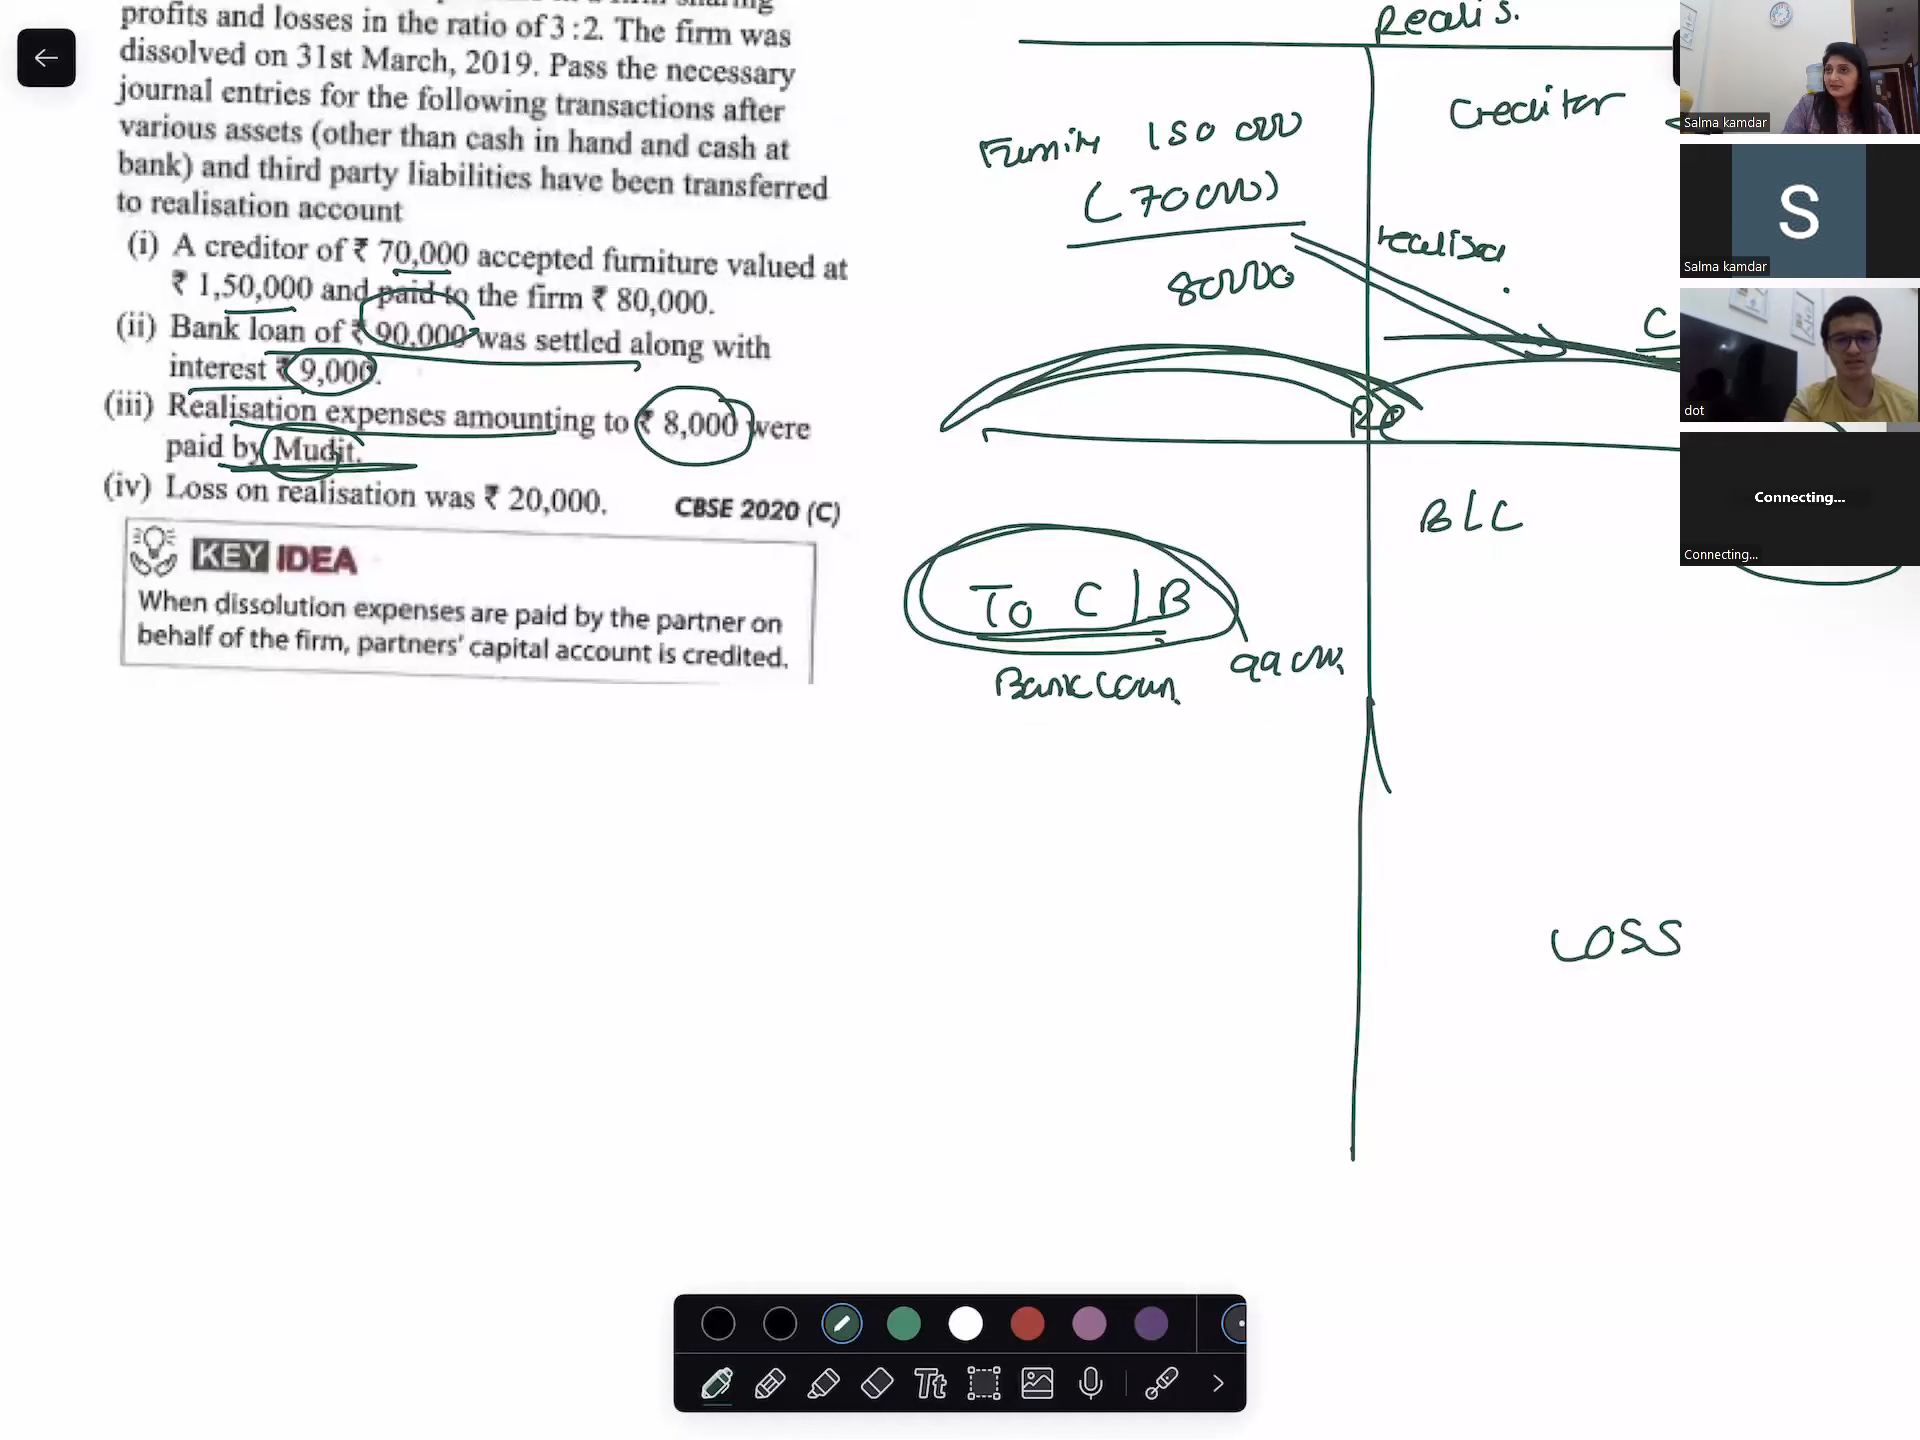 profits and losses in the ratio of 3:2. The firm was
dissolved on 31st March, 2019. Pass the necessary
journal entries for the following transactions after
various assets (other than cash in hand and cash at
bank) and third party liabilities have been transferred
to realisation account
(i) A creditor of ₹ 70,000 accepted furniture valued at
₹ 1,50,000 and paid to the firm ₹ 80,000.
(ii) Bank loan of ₹ 90,000 was settled along with
interest ₹ 9,000.
(iii) Realisation expenses amounting to ₹ 8,000 were
paid by Mudit.
(iv) Loss on realisation was ₹ 20,000. CBSE 2020 (C)
KEY IDEA
When dissolution expenses are paid by the partner on
behalf of the firm, partners' capital account is credited.
Realis.
Creditor
150 000
(70000)
80000
C
B L C
To C/B
Bank Loan
LOSS
Salma kamdar
S
Salma kamdar
dot
Connecting...
Connecting...
Tt